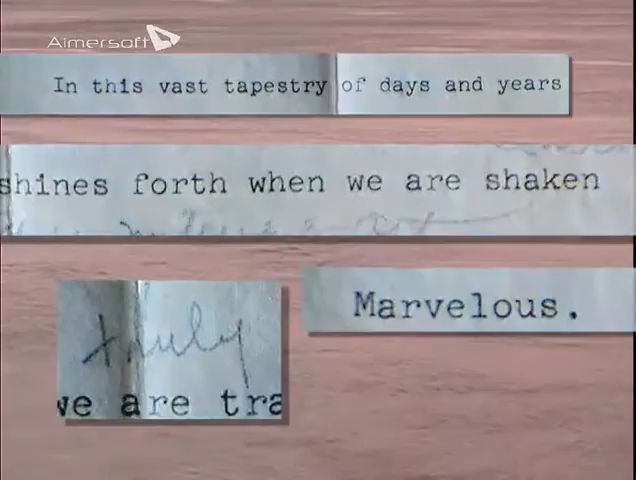 Aimersoft
In this vast tapestry of days and years
shines forth when we are shaken
Marvelous.
truly
we are tra